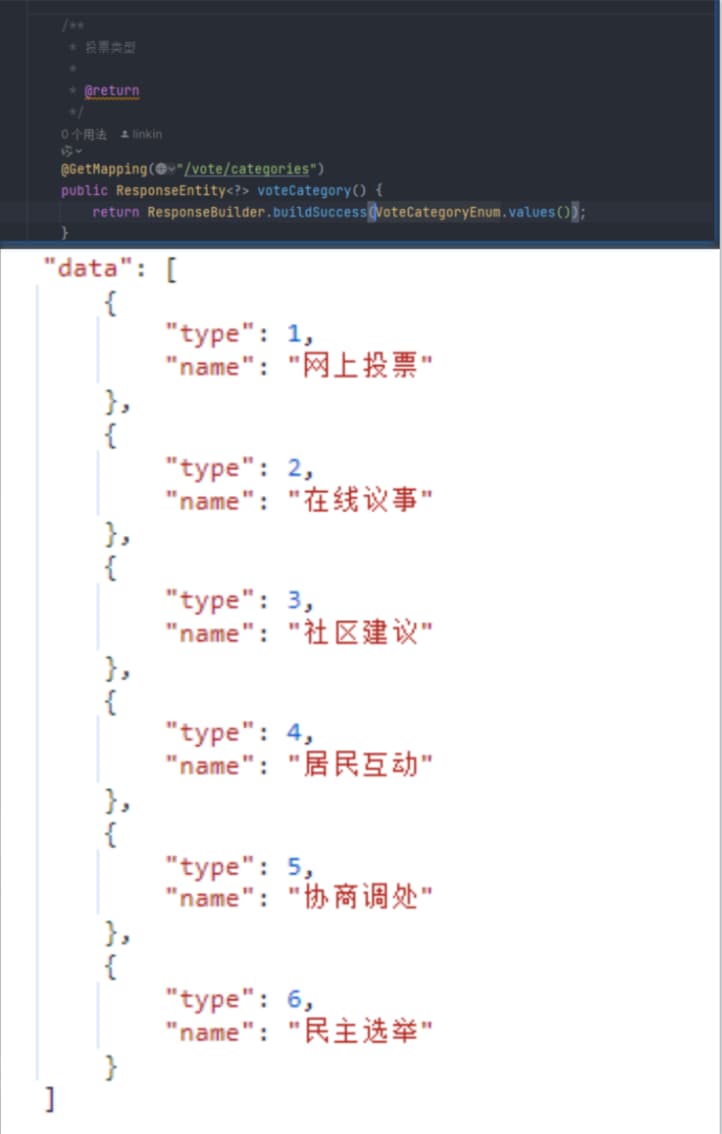 /**
* 投票类型
*
* @return
*/
0个用法 linkin
@GetMapping("/vote/categories")
public ResponseEntity<?> voteCategory() {
return ResponseBuilder.buildSuccess(VoteCategoryEnum.values());
}
"data": [
{
"type": 1,
"name": "网上投票"
},
{
"type": 2,
"name": "在线议事"
},
{
"type": 3,
"name": "社区建议"
},
{
"type": 4,
"name": "居民互动"
},
{
"type": 5,
"name": "协商调处"
},
{
"type": 6,
"name": "民主选举"
}
]